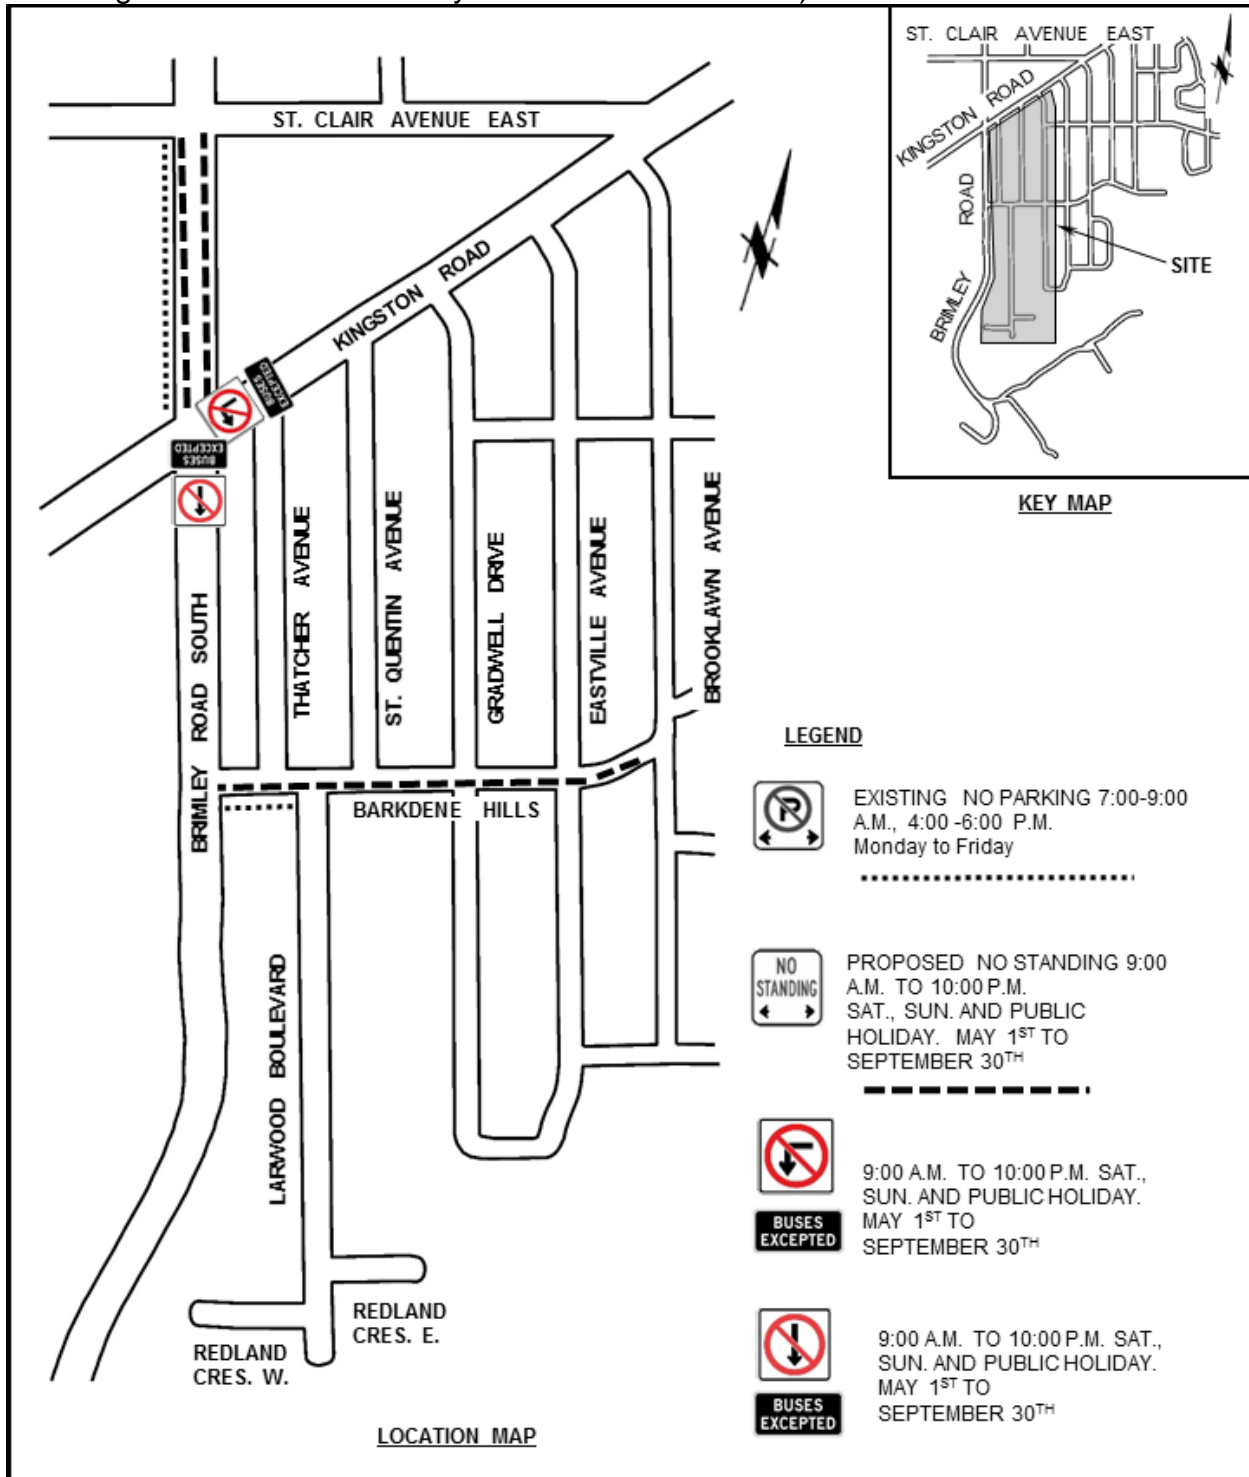 ST. CLAIR AVENUE EAST
KINGSTON ROAD
BUSES
EXCEPTED
BUSES
EXCEPTED
BRIMLEY ROAD SOUTH
THATCHER AVENUE
ST. QUENTIN AVENUE
GRADWELL DRIVE
EASTVILLE AVENUE
BROOKLAWN AVENUE
BARKDENE HILLS
LARWOOD BOULEVARD
REDLAND
CRES. E.
REDLAND
CRES. W.
LOCATION MAP
ST. CLAIR AVENUE EAST
KINGSTON ROAD
ROAD
BRIMLEY
SITE
KEY MAP
LEGEND
P
EXISTING NO PARKING 7:00-9:00
A.M., 4:00 -6:00 P.M.
Monday to Friday
NO
STANDING
PROPOSED NO STANDING 9:00
A.M. TO 10:00 P.M.
SAT., SUN. AND PUBLIC
HOLIDAY. MAY 1ST TO
SEPTEMBER 30TH
BUSES
EXCEPTED
9:00 A.M. TO 10:00 P.M. SAT.,
SUN. AND PUBLIC HOLIDAY.
MAY 1ST TO
SEPTEMBER 30TH
BUSES
EXCEPTED
9:00 A.M. TO 10:00 P.M. SAT.,
SUN. AND PUBLIC HOLIDAY.
MAY 1ST TO
SEPTEMBER 30TH